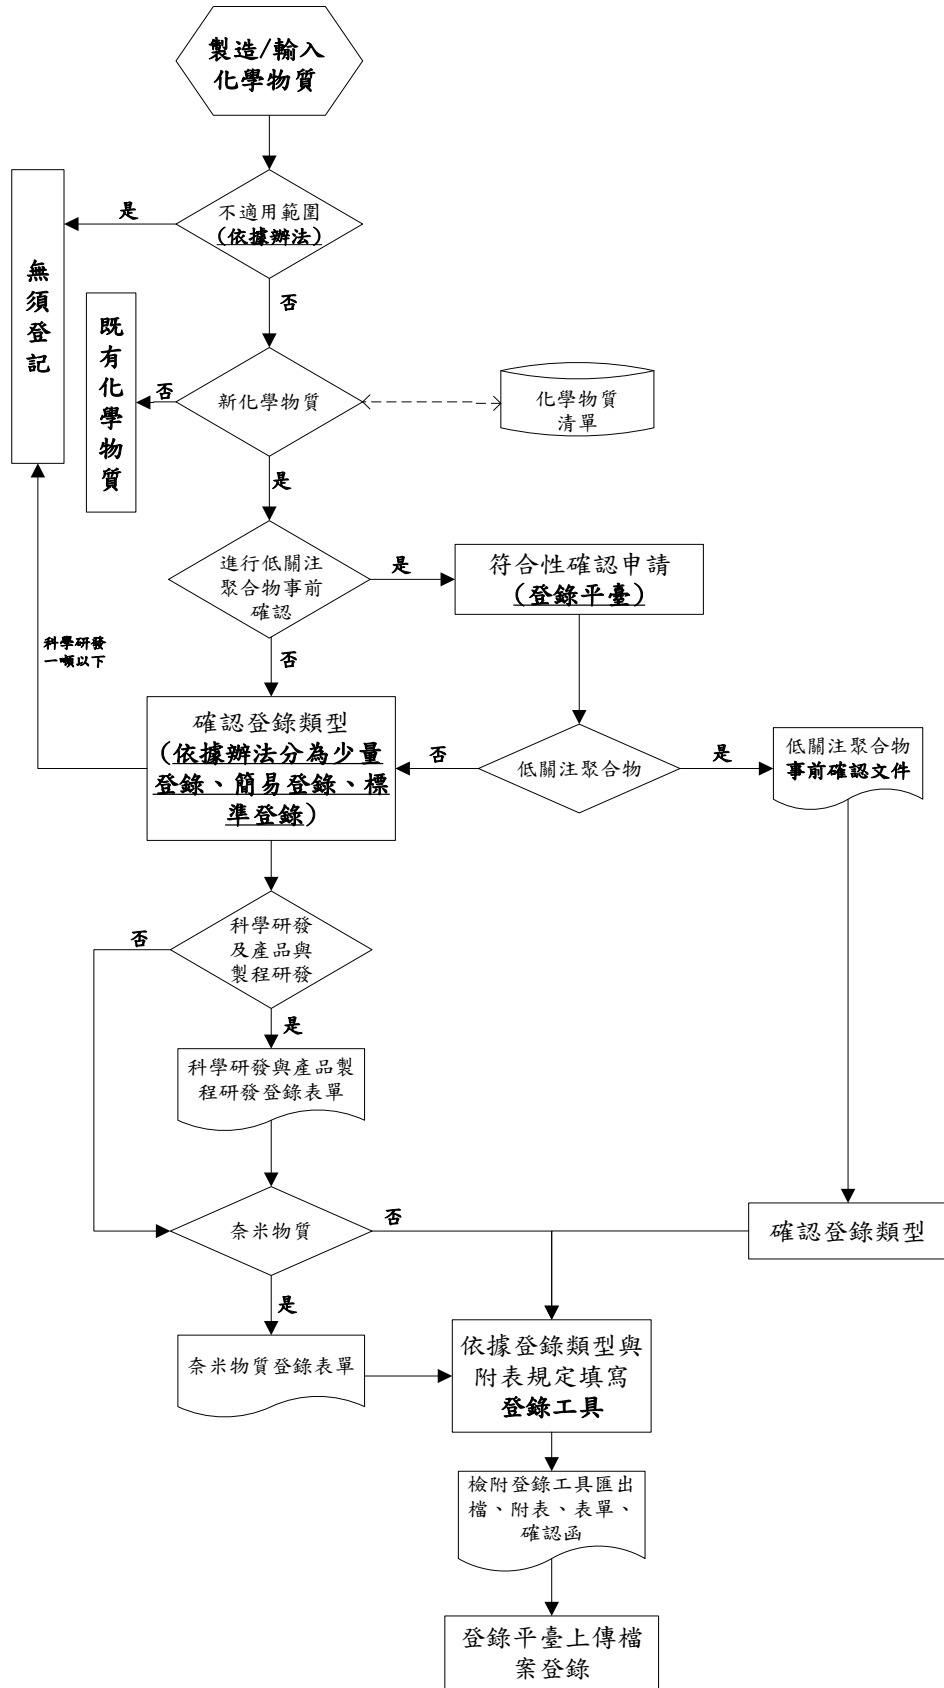 製造/輸入
化學物質
不適用範圍
(依據辦法)
是
無須登記
否
既有化學物質
否
新化學物質
化學物質
清單
是
進行低關注
聚合物事前
確認
是
符合性確認申請
(登錄平臺)
科學研發
一噸以下
否
確認登錄類型
(依據辦法分為少量
登錄、簡易登錄、標
準登錄)
否
低關注聚合物
是
低關注聚合物
事前確認文件
科學研發
及產品與
製程研發
否
是
科學研發與產品製
程研發登錄表單
奈米物質
否
確認登錄類型
是
奈米物質登錄表單
依據登錄類型與
附表規定填寫
登錄工具
檢附登錄工具匯出
檔、附表、表單、
確認函
登錄平臺上傳檔
案登錄